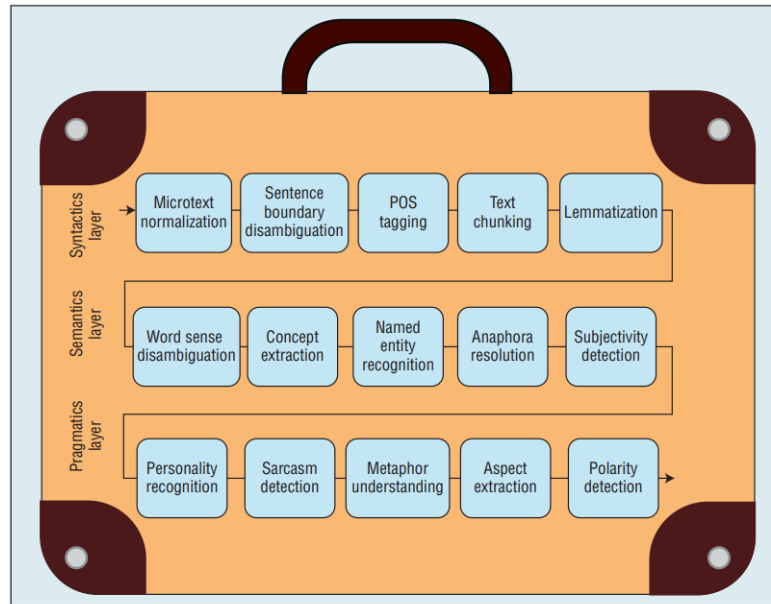 Syntactics
layer
Microtext
normalization
Sentence
boundary
disambiguation
POS
tagging
Text
chunking
Lemmatization
Semantics
layer
Word sense
disambiguation
Concept
extraction
Named
entity
recognition
Anaphora
resolution
Subjectivity
detection
Pragmatics
layer
Personality
recognition
Sarcasm
detection
Metaphor
understanding
Aspect
extraction
Polarity
detection